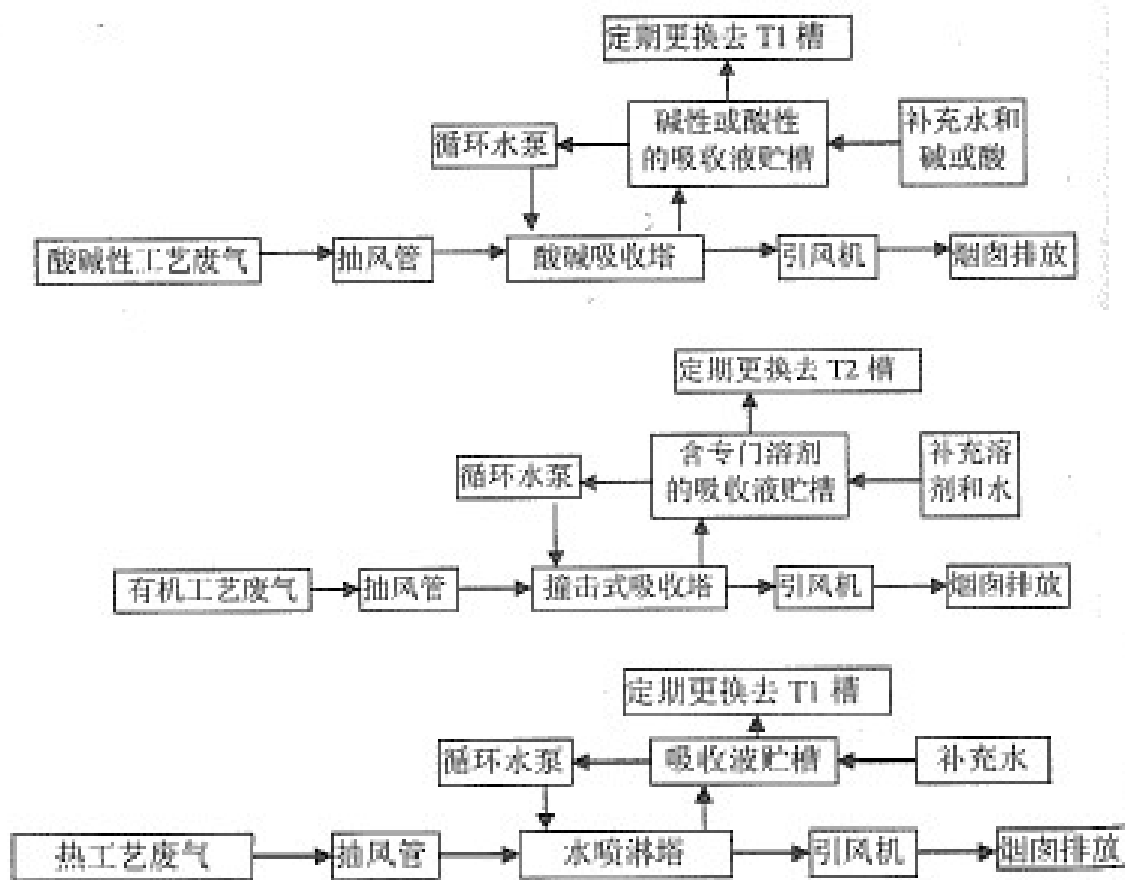 定期更换去 T1 槽
循环水泵
碱性或酸性
的吸收液贮槽
补充水和
碱或酸
酸碱性工艺废气
抽风管
酸碱吸收塔
引风机
烟囱排放
定期更换去 T2 槽
循环水泵
含专门溶剂
的吸收液贮槽
补充溶
剂和水
有机工艺废气
抽风管
撞击式吸收塔
引风机
烟囱排放
定期更换去 T1 槽
循环水泵
吸收液贮槽
补充水
热工艺废气
抽风管
水喷淋塔
引风机
烟囱排放